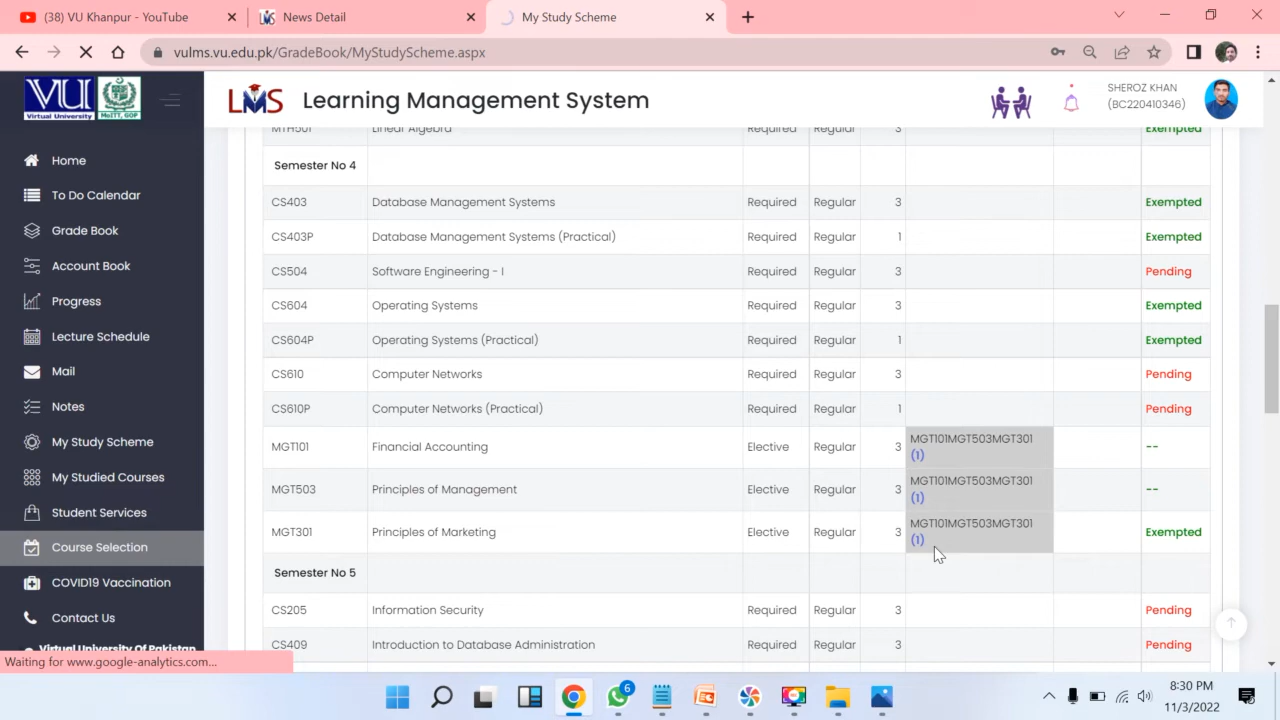 (38) VU Khanpur - YouTube
News Detail
My Study Scheme
vulms.vu.edu.pk/GradeBook/MyStudyScheme.aspx
VU
Virtual University
MoITT, GOP
LMS
Learning Management System
SHEROZ KHAN
(BC220410346)
Home
To Do Calendar
Grade Book
Account Book
Progress
Lecture Schedule
Mail
Notes
My Study Scheme
My Studied Courses
Student Services
Course Selection
COVID19 Vaccination
Contact Us
Virtual University Of Pakistan
MTH501 Linear Algebra Required Regular 3 Exempted
Semester No 4
CS403 Database Management Systems Required Regular 3 Exempted
CS403P Database Management Systems (Practical) Required Regular 1 Exempted
CS504 Software Engineering - I Required Regular 3 Pending
CS604 Operating Systems Required Regular 3 Exempted
CS604P Operating Systems (Practical) Required Regular 1 Exempted
CS610 Computer Networks Required Regular 3 Pending
CS610P Computer Networks (Practical) Required Regular 1 Pending
MGT101 Financial Accounting Elective Regular 3 MGT101MGT503MGT301 (1) --
MGT503 Principles of Management Elective Regular 3 MGT101MGT503MGT301 (1) --
MGT301 Principles of Marketing Elective Regular 3 MGT101MGT503MGT301 (1) Exempted
Semester No 5
CS205 Information Security Required Regular 3 Pending
CS409 Introduction to Database Administration Required Regular 3 Pending
Waiting for www.google-analytics.com...
6
8:30 PM
11/3/2022